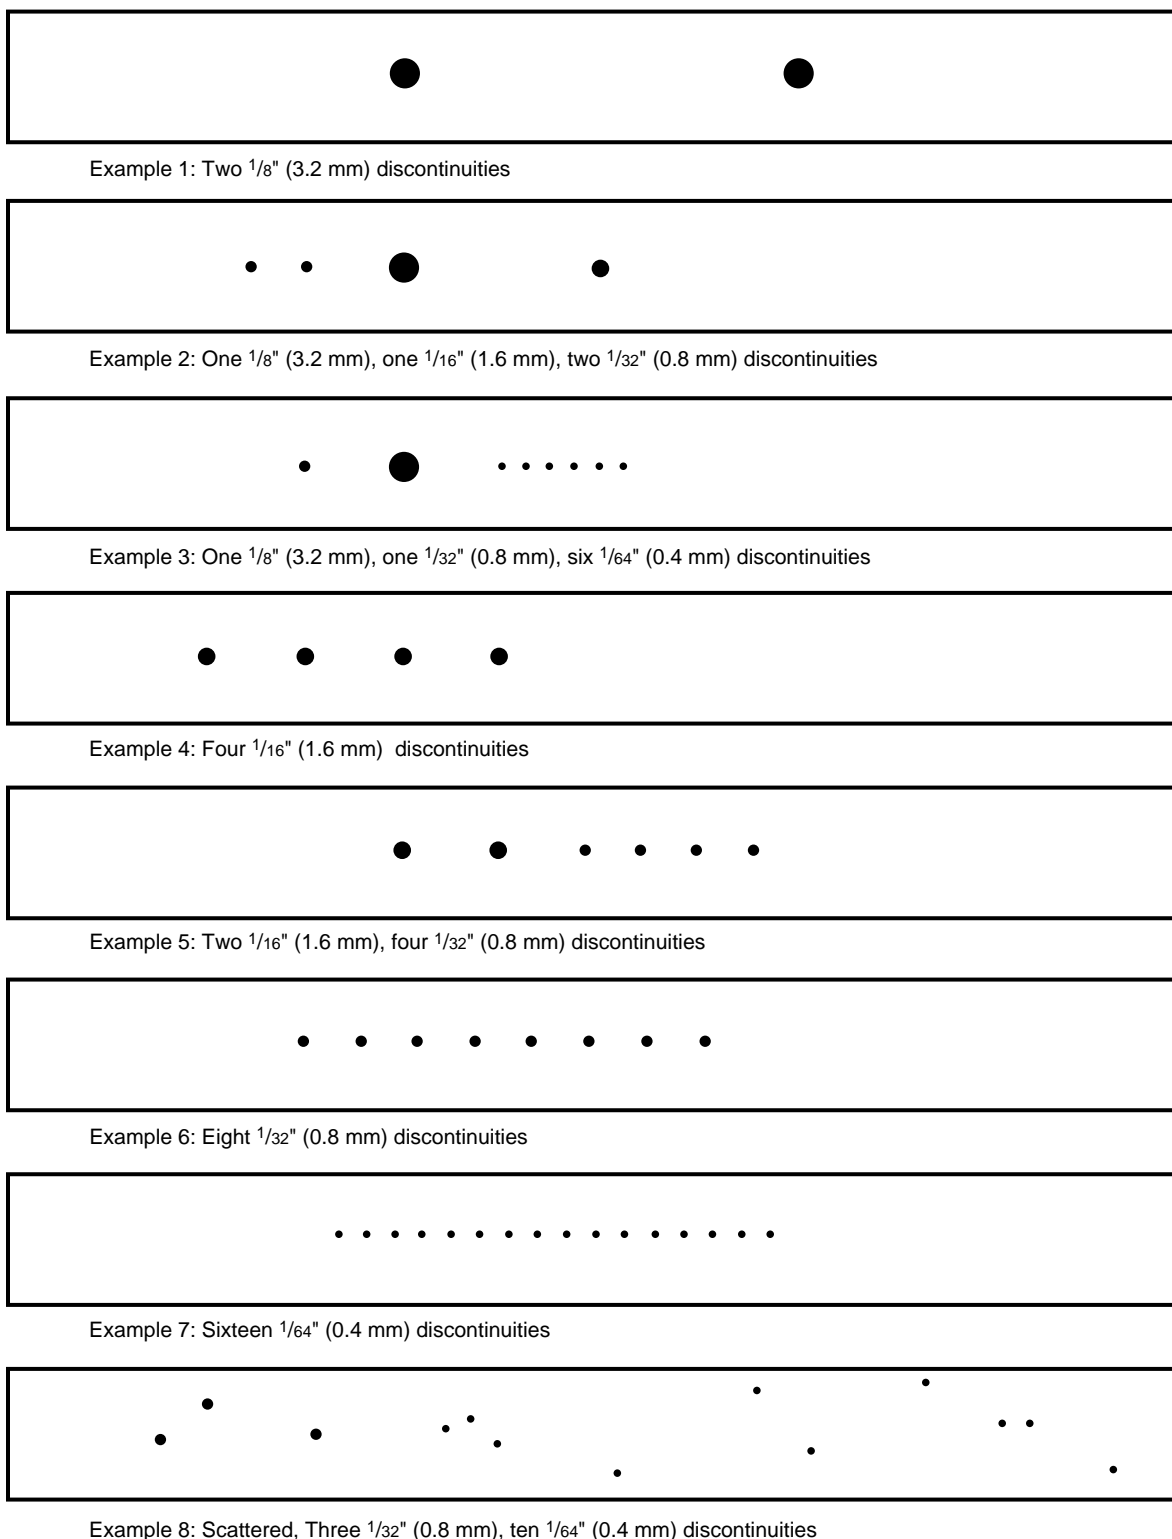 Example 1: Two 1/8" (3.2 mm) discontinuities
Example 2: One 1/8" (3.2 mm), one 1/16" (1.6 mm), two 1/32" (0.8 mm) discontinuities
Example 3: One 1/8" (3.2 mm), one 1/32" (0.8 mm), six 1/64" (0.4 mm) discontinuities
Example 4: Four 1/16" (1.6 mm)  discontinuities
Example 5: Two 1/16" (1.6 mm), four 1/32" (0.8 mm) discontinuities
Example 6: Eight 1/32" (0.8 mm) discontinuities
Example 7: Sixteen 1/64" (0.4 mm) discontinuities
Example 8: Scattered, Three 1/32" (0.8 mm), ten 1/64" (0.4 mm) discontinuities